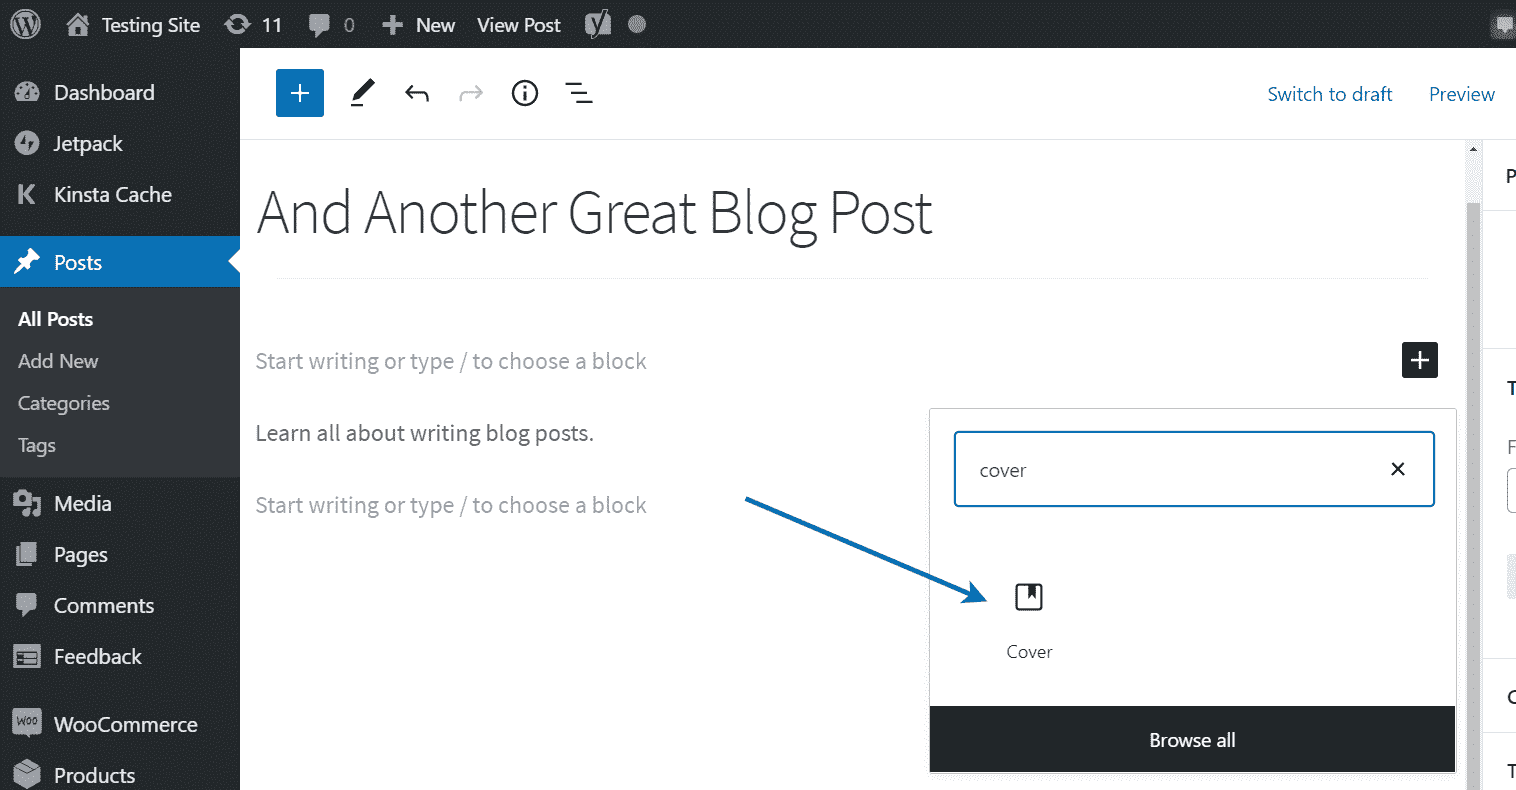 Testing Site 11 0 New View Post
Dashboard
Jetpack
Kinsta Cache
Posts
All Posts
Add New
Categories
Tags
Media
Pages
Comments
Feedback
WOO WooCommerce
Products
Switch to draft Preview
And Another Great Blog Post
Start writing or type / to choose a block
Learn all about writing blog posts.
Start writing or type / to choose a block
cover
Cover
Browse all